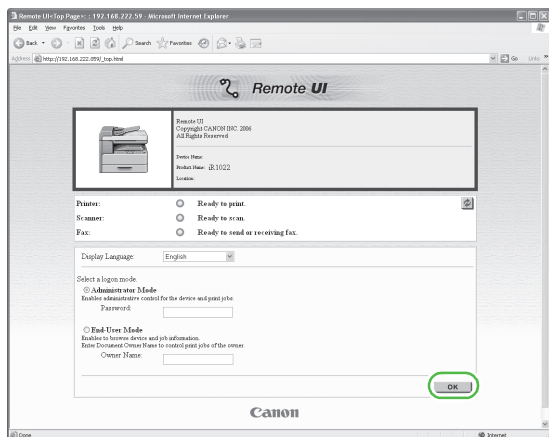 Remote UI<Top Page>: : 192.168.222.59 - Microsoft Internet Explorer
File Edit View Favorites Tools Help
Back Search Favorites
Address http://192.168.222.059/_top.html Go Links »
Remote UI
Remote UI
Copyright CANON INC. 2006
All Rights Reserved
Device Name:
Product Name: iR1022
Location:
Printer: Ready to print.
Scanner: Ready to scan.
Fax: Ready to send or receiving fax.
Display Language: English
Select a logon mode.
Administrator Mode
Enables administrative control for the device and print jobs.
Password:
End-User Mode
Enables to browse device and job information.
Enter Document Owner Name to control print jobs of the owner.
Owner Name:
OK
Canon
Done Internet